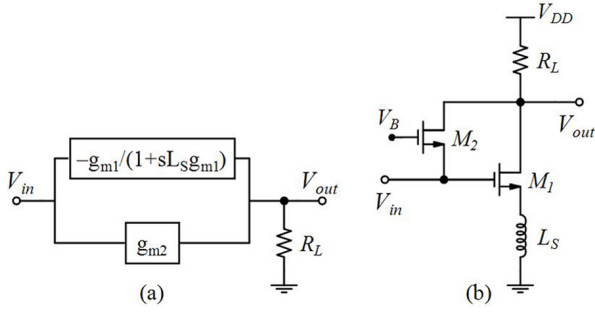 V_DD
R_L
V_B
M_2
V_out
–g_m1/(1+sL_Sg_m1)
V_in
V_out
V_in
M_1
g_m2
R_L
L_S
(a)
(b)